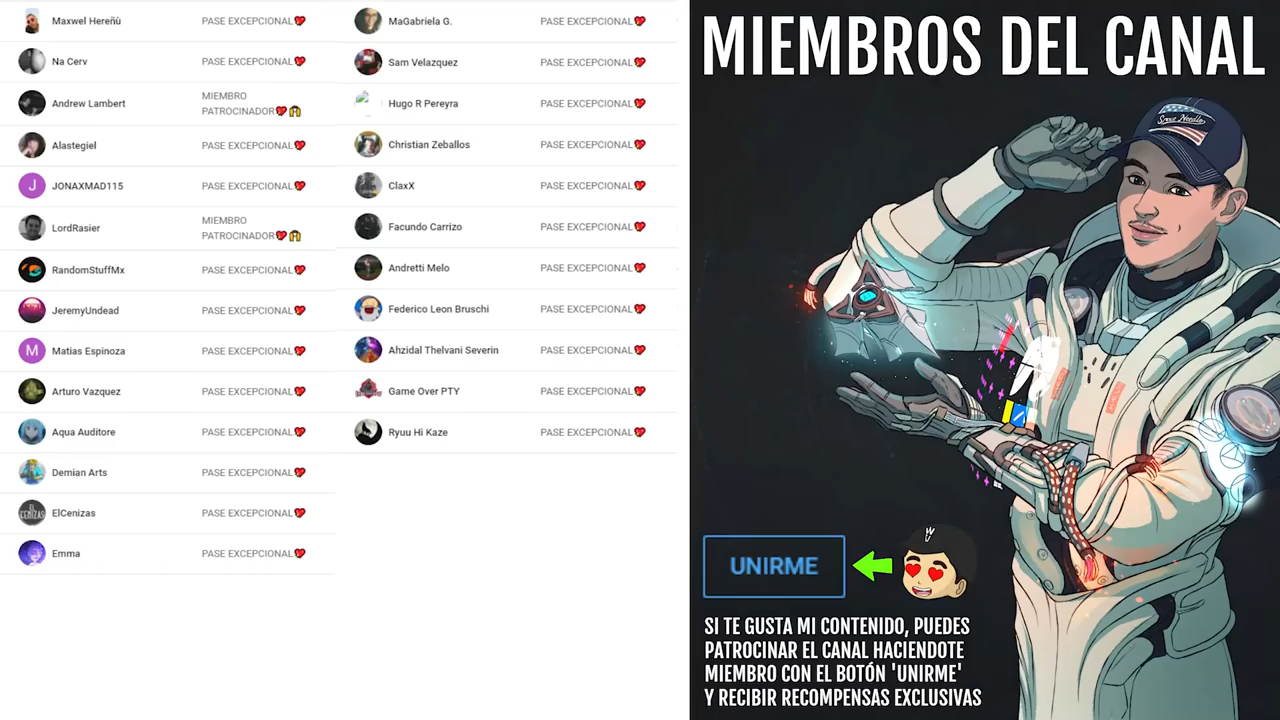 Maxwel Hereñù PASE EXCEPCIONAL
Na Cerv PASE EXCEPCIONAL
Andrew Lambert MIEMBRO
PATROCINADOR
Alastegiel PASE EXCEPCIONAL
J JONAXMAD115 PASE EXCEPCIONAL
LordRasier MIEMBRO
PATROCINADOR
RandomStuffMx PASE EXCEPCIONAL
JeremyUndead PASE EXCEPCIONAL
M Matias Espinoza PASE EXCEPCIONAL
Arturo Vazquez PASE EXCEPCIONAL
Aqua Auditore PASE EXCEPCIONAL
Demian Arts PASE EXCEPCIONAL
EL CENIZAS ElCenizas PASE EXCEPCIONAL
Emma PASE EXCEPCIONAL
MaGabriela G. PASE EXCEPCIONAL
Sam Velazquez PASE EXCEPCIONAL
Hugo R Pereyra PASE EXCEPCIONAL
Christian Zeballos PASE EXCEPCIONAL
ClaxX PASE EXCEPCIONAL
Facundo Carrizo PASE EXCEPCIONAL
Andretti Melo PASE EXCEPCIONAL
Federico Leon Bruschi PASE EXCEPCIONAL
Ahzidal Thelvani Severin PASE EXCEPCIONAL
Game Over PTY PASE EXCEPCIONAL
Ryuu Hi Kaze PASE EXCEPCIONAL
MIEMBROS DEL CANAL
Space Needle
UNIRME
SI TE GUSTA MI CONTENIDO, PUEDES
PATROCINAR EL CANAL HACIENDOTE
MIEMBRO CON EL BOTÓN 'UNIRME'
Y RECIBIR RECOMPENSAS EXCLUSIVAS